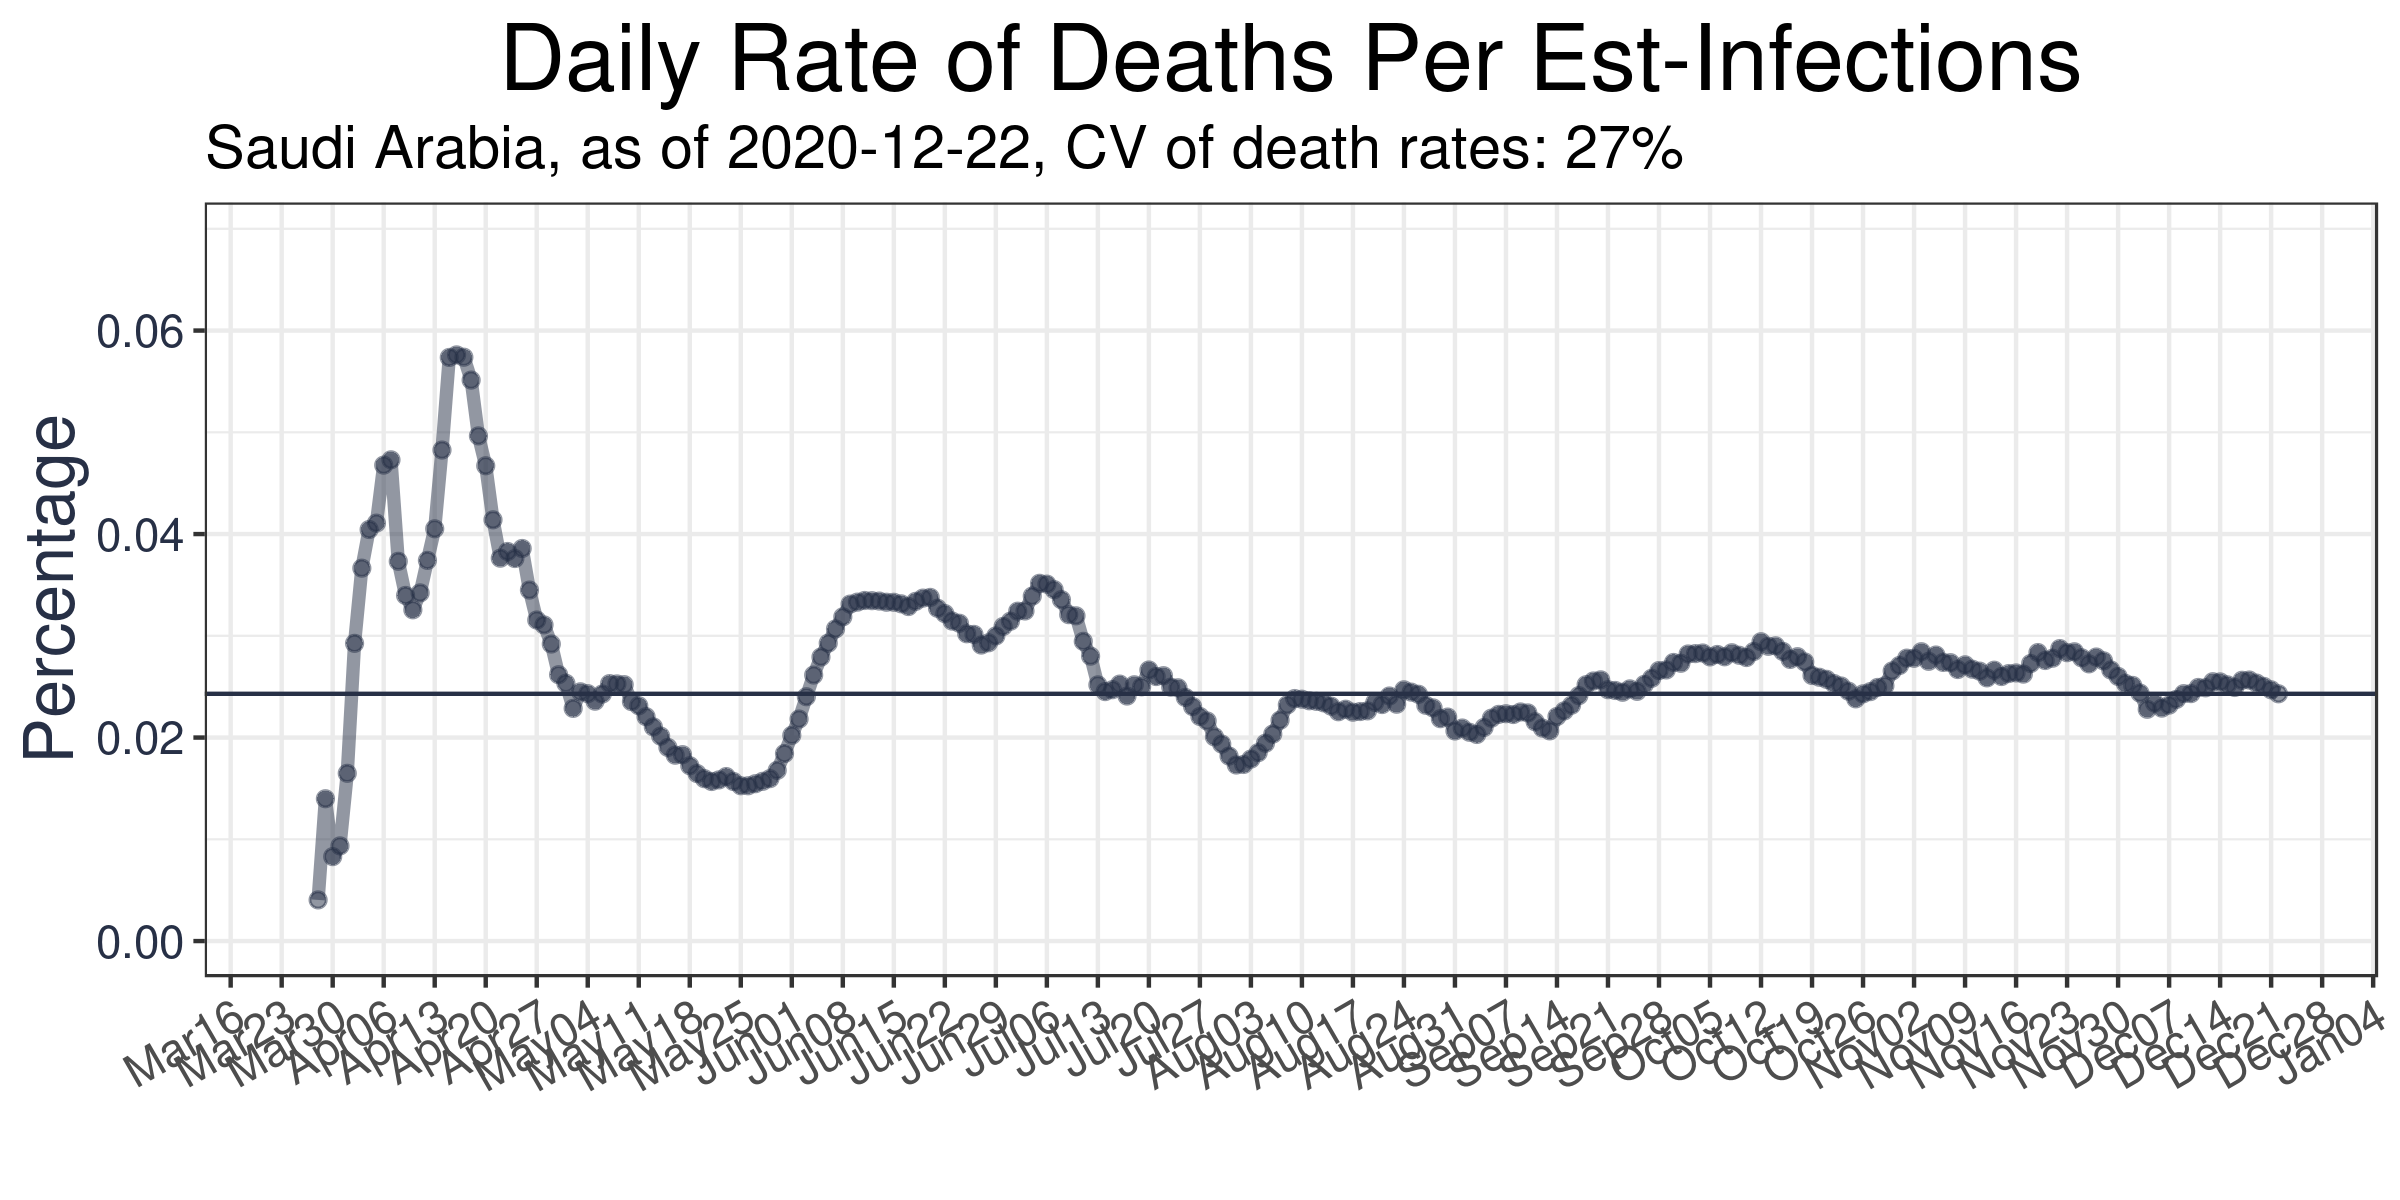 Daily Rate of Deaths Per Est-Infections
Saudi Arabia, as of 2020-12-22, CV of death rates: 27%
Percentage
0.06
0.04
0.02
0.00
Mar16
Mar23
Mar30
Apr06
Apr13
Apr20
Apr27
May04
May11
May18
May25
Jun01
Jun08
Jun15
Jun22
Jun29
Jul06
Jul13
Jul20
Jul27
Aug03
Aug10
Aug17
Aug24
Aug31
Sep07
Sep14
Sep21
Sep28
Oct05
Oct12
Oct19
Oct26
Nov02
Nov09
Nov16
Nov23
Nov30
Dec07
Dec14
Dec21
Dec28
Jan04